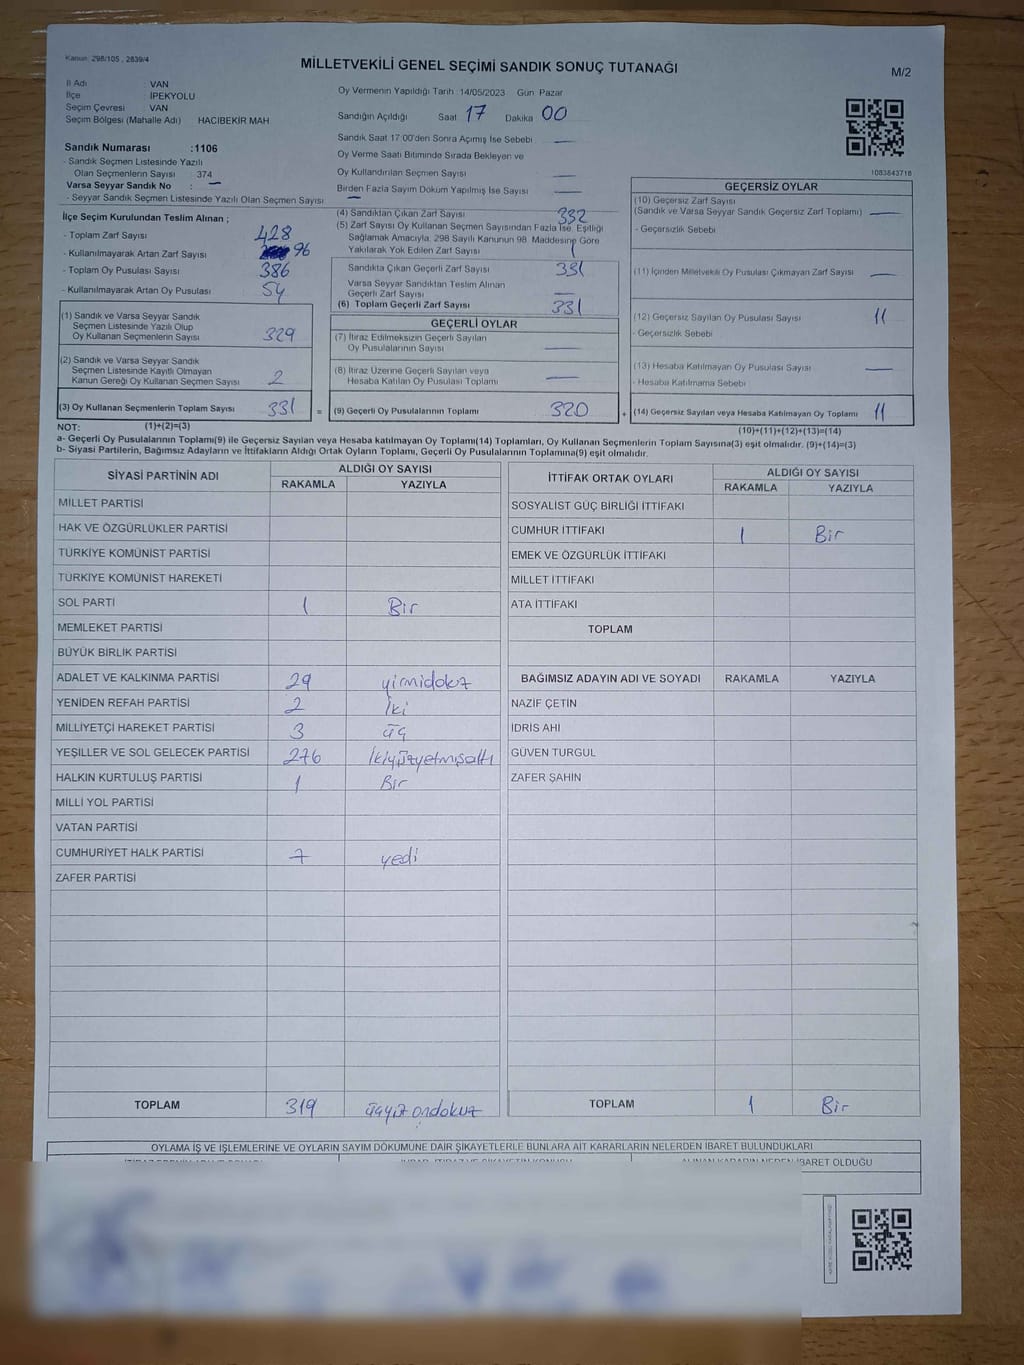 Kanun: 298/105, 2839/4
MİLLETVEKİLİ GENEL SEÇİMİ SANDIK SONUÇ TUTANAĞI
M/2
İl Adı : VAN
İlçe : İPEKYOLU
Seçim Çevresi : VAN
Seçim Bölgesi (Mahalle Adı) HACIBEKİR MAH
Sandık Numarası :1106
- Sandık Seçmen Listesinde Yazılı
Olan Seçmenlerin Sayısı : 374
Varsa Seyyar Sandık No : —
- Seyyar Sandık Seçmen Listesinde Yazılı Olan Seçmen Sayısı : —
Oy Vermenin Yapıldığı Tarih :14/05/2023 Gün Pazar
Sandığın Açıldığı Saat 17 Dakika 00
Sandık Saat 17:00'den Sonra Açımış İse Sebebi —
Oy Verme Saati Bitiminde Sırada Bekleyen ve
Oy Kullandırılan Seçmen Sayısı —
Birden Fazla Sayım Döküm Yapılmış İse Sayısı —
1083843718
İlçe Seçim Kurulundan Teslim Alınan ;
- Toplam Zarf Sayısı 428
- Kullanılmayarak Artan Zarf Sayısı 96
- Toplam Oy Pusulası Sayısı 386
- Kullanılmayarak Artan Oy Pusulası 54
(1) Sandık ve Varsa Seyyar Sandık
Seçmen Listesinde Yazılı Olup
Oy Kullanan Seçmenlerin Sayısı 329
(2) Sandık ve Varsa Seyyar Sandık
Seçmen Listesinde Kayıtlı Olmayan
Kanun Gereği Oy Kullanan Seçmen Sayısı 2
(3) Oy Kullanan Seçmenlerin Toplam Sayısı 331 =
(4) Sandıktan Çıkan Zarf Sayısı 332
(5) Zarf Sayısı Oy Kullanan Seçmen Sayısından Fazla İse, Eşitliği
Sağlamak Amacıyla, 298 Sayılı Kanunun 98. Maddesine Göre
Yakılarak Yok Edilen Zarf Sayısı 1
Sandıkta Çıkan Geçerli Zarf Sayısı 331
Varsa Seyyar Sandıktan Teslim Alınan
Geçerli Zarf Sayısı —
(6) Toplam Geçerli Zarf Sayısı 331
GEÇERLİ OYLAR
(7) İtiraz Edilmeksizin Geçerli Sayılan
Oy Pusulalarının Sayısı —
(8) İtiraz Üzerine Geçerli Sayılan veya
Hesaba Katılan Oy Pusulası Toplamı —
(9) Geçerli Oy Pusulalarının Toplamı 320 +
GEÇERSİZ OYLAR
(10) Geçersiz Zarf Sayısı
(Sandık ve Varsa Seyyar Sandık Geçersiz Zarf Toplamı) —
- Geçersizlik Sebebi
(11) İçinden Milletvekili Oy Pusulası Çıkmayan Zarf Sayısı —
(12) Geçersiz Sayılan Oy Pusulası Sayısı 11
- Geçersizlik Sebebi
(13) Hesaba Katılmayan Oy Pusulası Sayısı —
- Hesaba Katılmama Sebebi
(14) Geçersiz Sayılan veya Hesaba Katılmayan Oy Toplamı 11
NOT: (1)+(2)=(3) (10)+(11)+(12)+(13)=(14)
a- Geçerli Oy Pusulalarının Toplamı(9) ile Geçersiz Sayılan veya Hesaba katılmayan Oy Toplamı(14) Toplamları, Oy Kullanan Seçmenlerin Toplam Sayısına(3) eşit olmalıdır. (9)+(14)=(3)
b- Siyasi Partilerin, Bağımsız Adayların ve İttifakların Aldığı Ortak Oyların Toplamı, Geçerli Oy Pusulalarının Toplamına(9) eşit olmalıdır.
SİYASİ PARTİNİN ADI ALDIĞI OY SAYISI
RAKAMLA YAZIYLA
MİLLET PARTİSİ
HAK VE ÖZGÜRLÜKLER PARTİSİ
TÜRKİYE KOMÜNİST PARTİSİ
TÜRKİYE KOMÜNİST HAREKETİ
SOL PARTİ 1 Bir
MEMLEKET PARTİSİ
BÜYÜK BİRLİK PARTİSİ
ADALET VE KALKINMA PARTİSİ 29 yirmidokuz
YENİDEN REFAH PARTİSİ 2 İki
MİLLİYETÇİ HAREKET PARTİSİ 3 üç
YEŞİLLER VE SOL GELECEK PARTİSİ 276 İkiyüzyetmişaltı
HALKIN KURTULUŞ PARTİSİ 1 Bir
MİLLİ YOL PARTİSİ
VATAN PARTİSİ
CUMHURİYET HALK PARTİSİ 7 yedi
ZAFER PARTİSİ
TOPLAM 319 üçyüzondokuz
İTTİFAK ORTAK OYLARI ALDIĞI OY SAYISI
RAKAMLA YAZIYLA
SOSYALİST GÜÇ BİRLİĞİ İTTİFAKI
CUMHUR İTTİFAKI 1 Bir
EMEK VE ÖZGÜRLÜK İTTİFAKI
MİLLET İTTİFAKI
ATA İTTİFAKI
TOPLAM
BAĞIMSIZ ADAYIN ADI VE SOYADI RAKAMLA YAZIYLA
NAZİF ÇETİN
İDRİS AHİ
GÜVEN TURGUL
ZAFER ŞAHİN
TOPLAM 1 Bir
OYLAMA İŞ VE İŞLEMLERİNE VE OYLARIN SAYIM DÖKÜMÜNE DAİR ŞİKAYETLERLE BUNLARA AİT KARARLARIN NELERDEN İBARET BULUNDUKLARI
ALINAN KARARIN NEDEN İBARET OLDUĞU